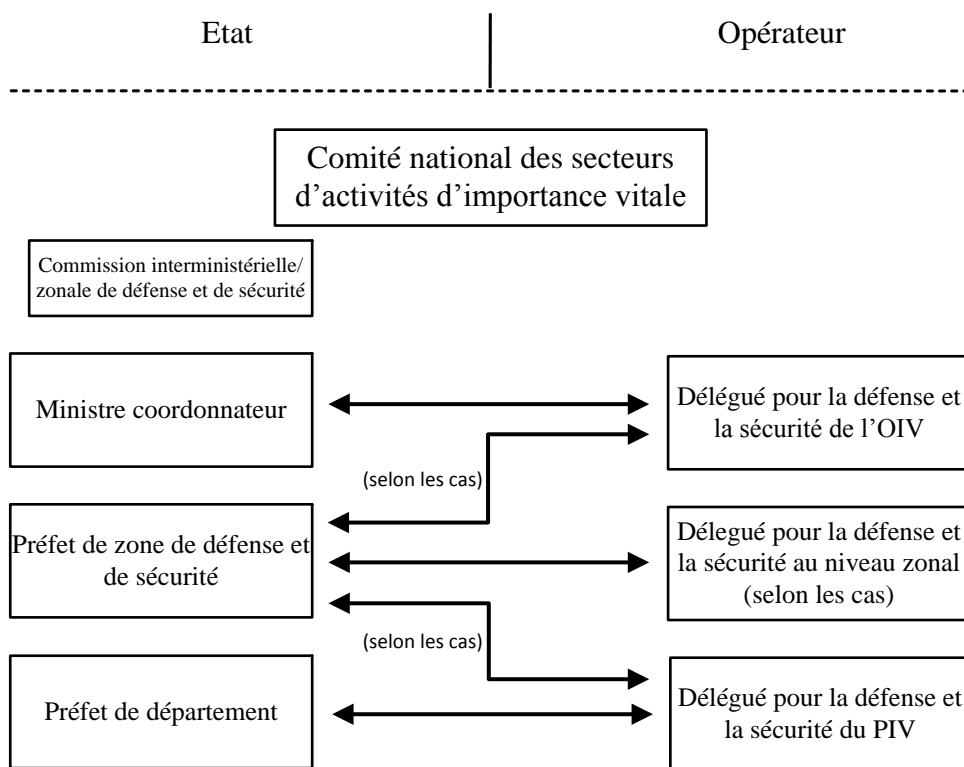 Etat
Opérateur
Comité national des secteurs
d’activités d’importance vitale
Commission interministérielle/
zonale de défense et de sécurité
Ministre coordonnateur
Délégué pour la défense et
la sécurité de l’OIV
(selon les cas)
Préfet de zone de défense et
de sécurité
Délegué pour la défense et
la sécurité au niveau zonal
(selon les cas)
(selon les cas)
Préfet de département
Délégué pour la défense et
la sécurité du PIV